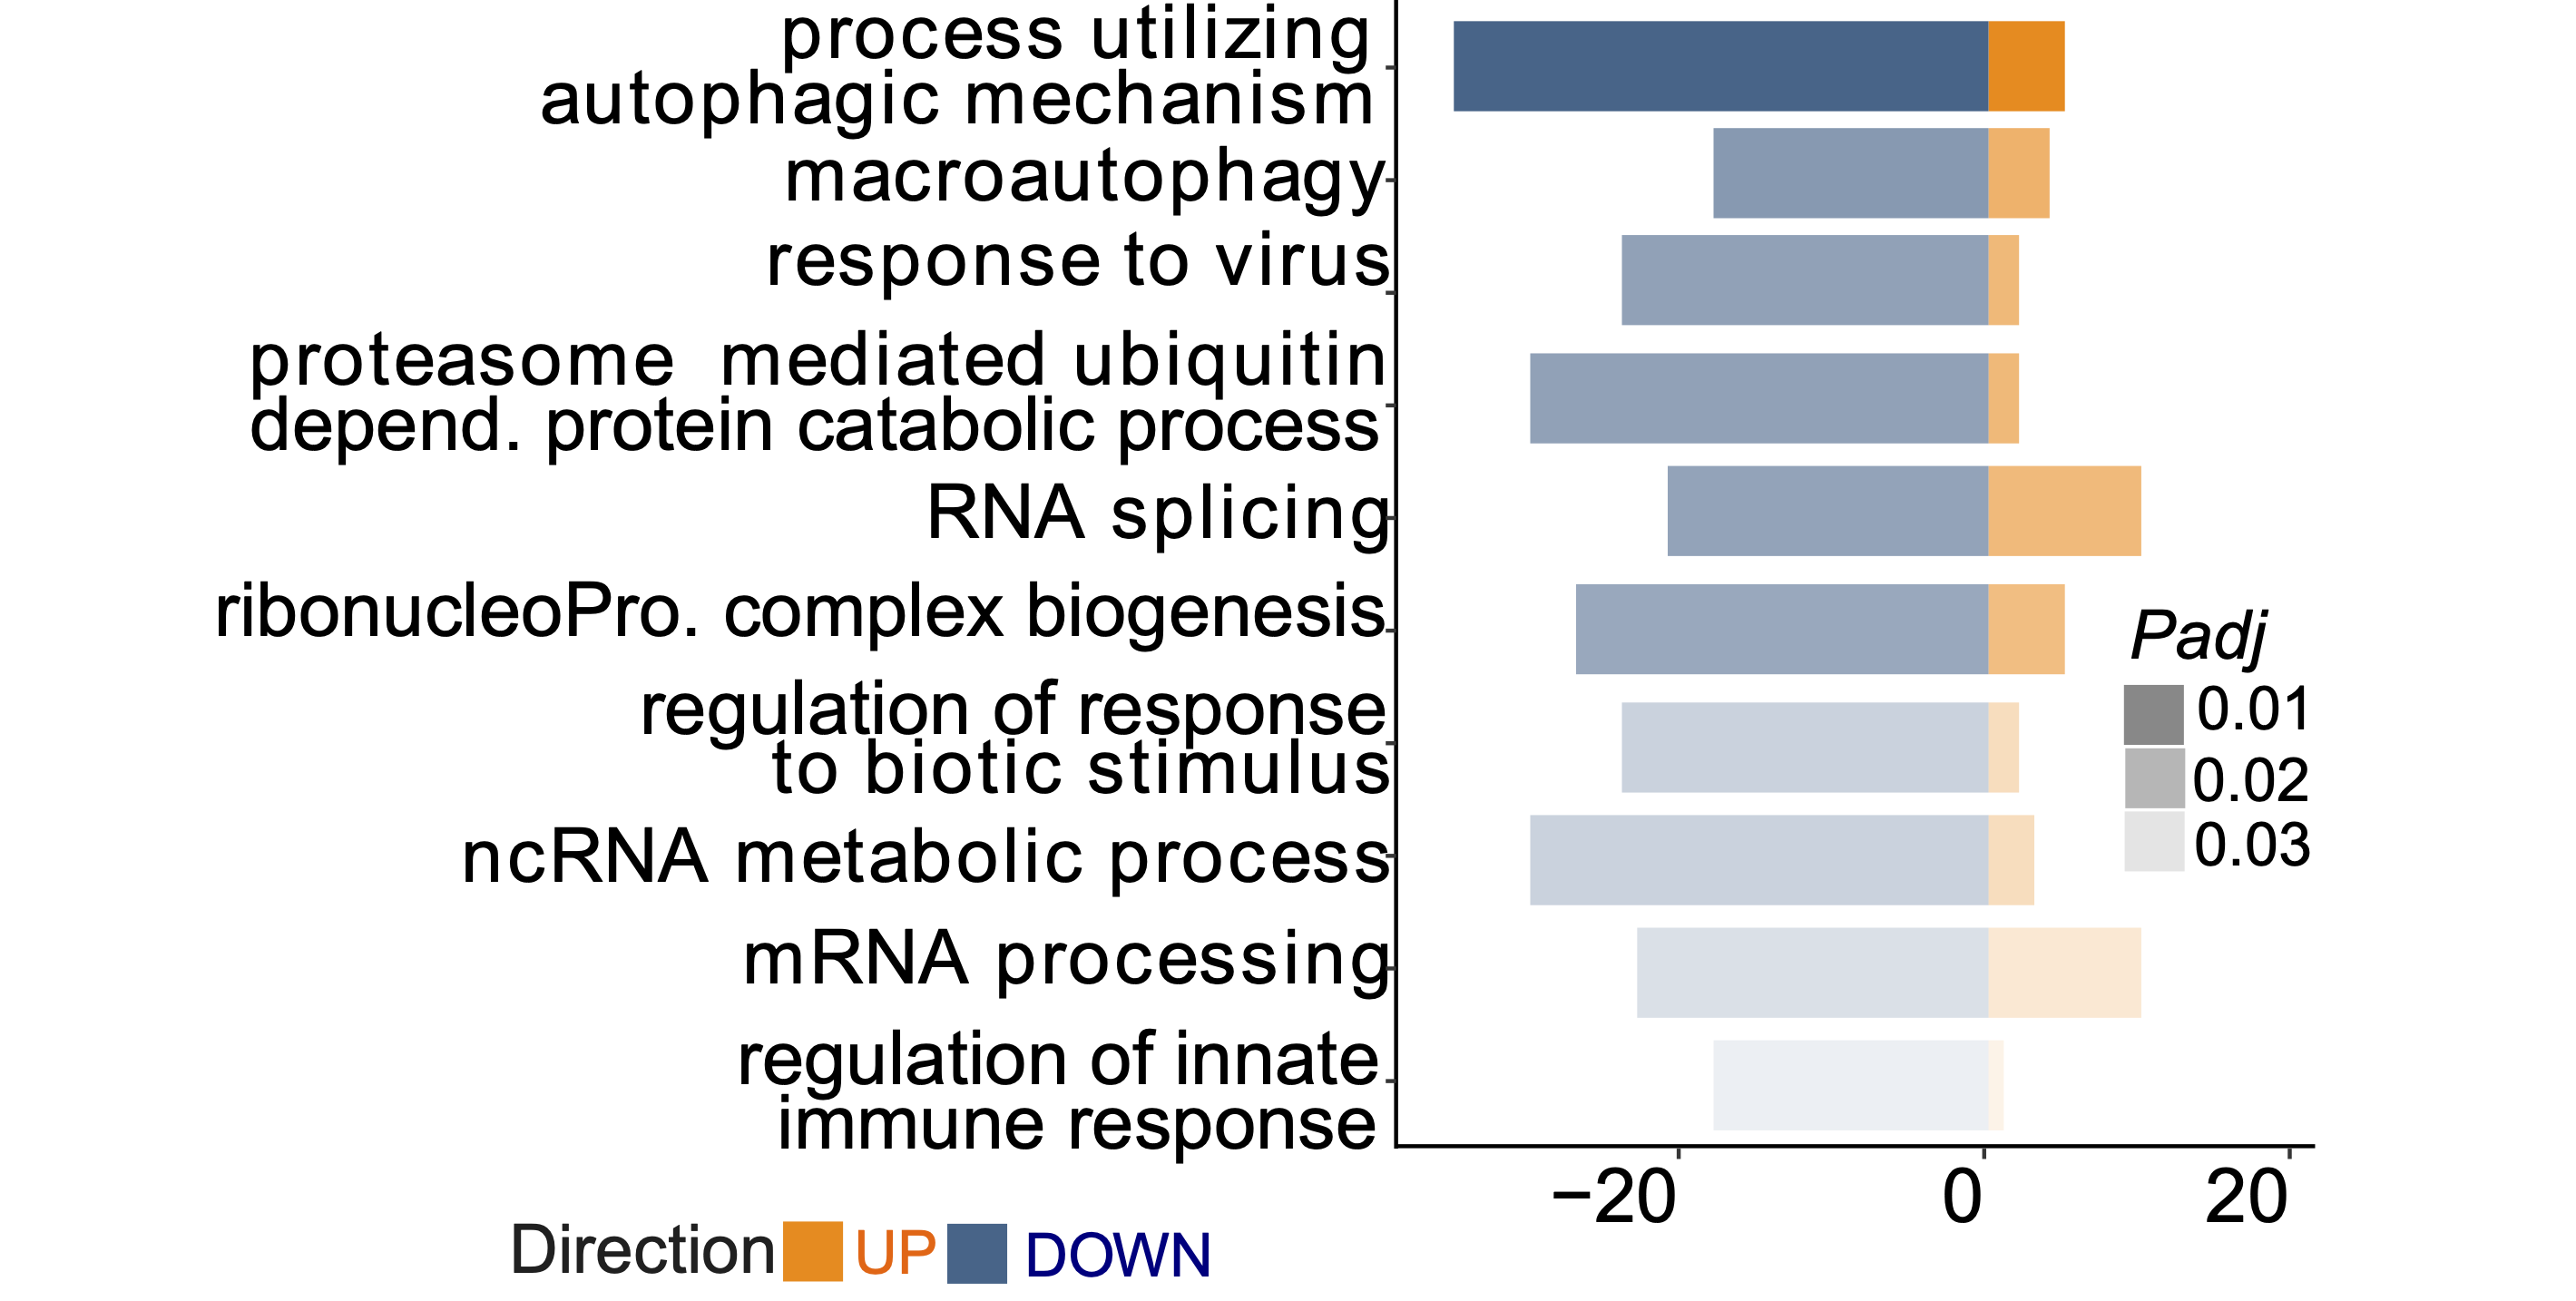 process utilizing
autophagic mechanism
macroautophagy
response to virus
proteasome  mediated ubiquitin
depend. protein catabolic process
RNA splicing
ribonucleoPro. complex biogenesis
regulation of response
to biotic stimulus
ncRNA metabolic process
mRNA processing
regulation of innate
immune response
Padj
0.01
0.02
0.03
−20 0 20
Direction UP DOWN